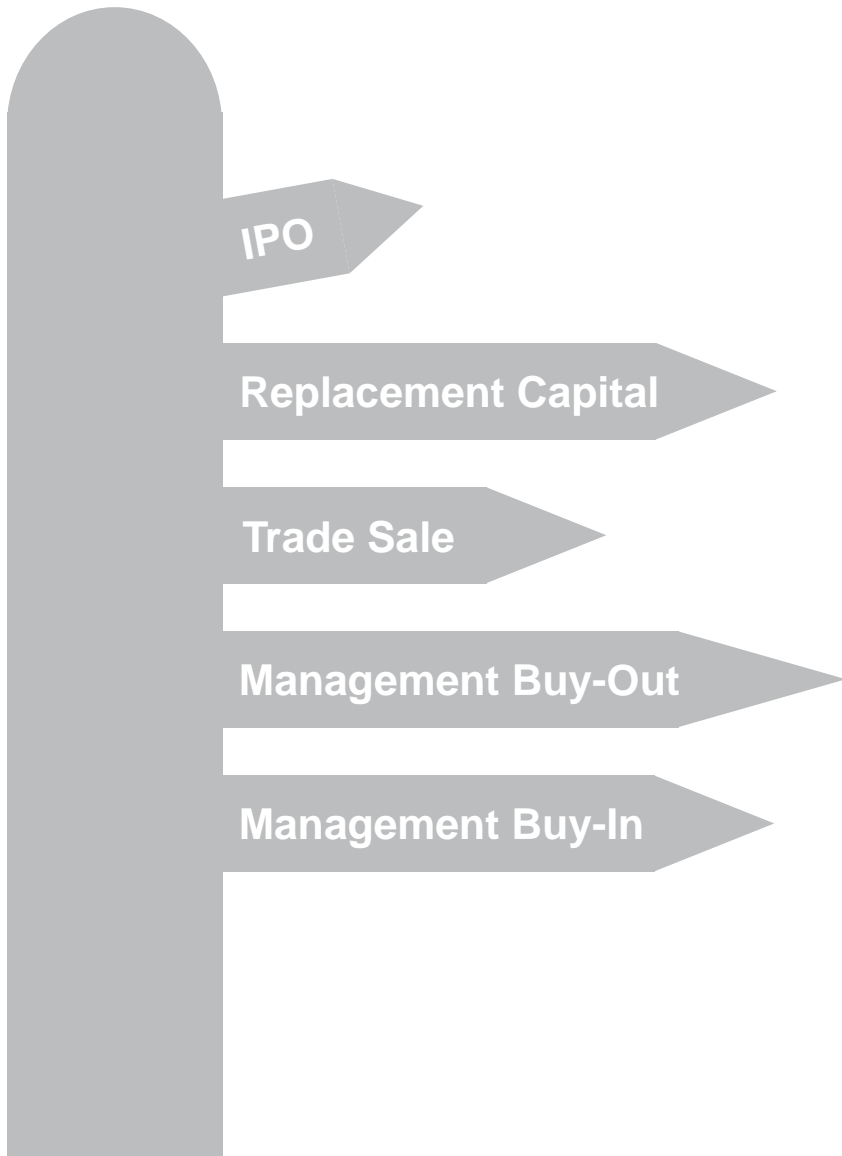 IPO
Replacement Capital
Trade Sale
Management Buy-Out
Management Buy-In